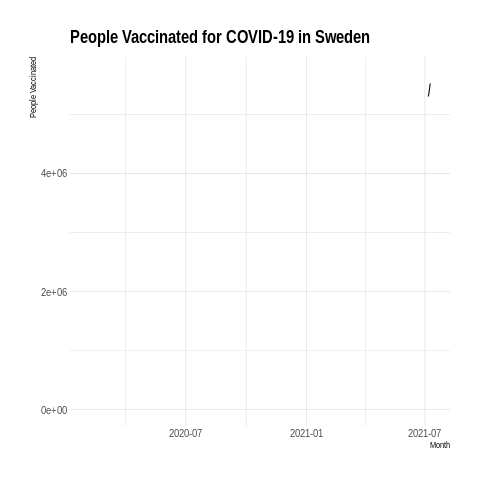 People Vaccinated for COVID-19 in Sweden
People Vaccinated
4e+06
2e+06
0e+00
2020-07
2021-01
2021-07
Month